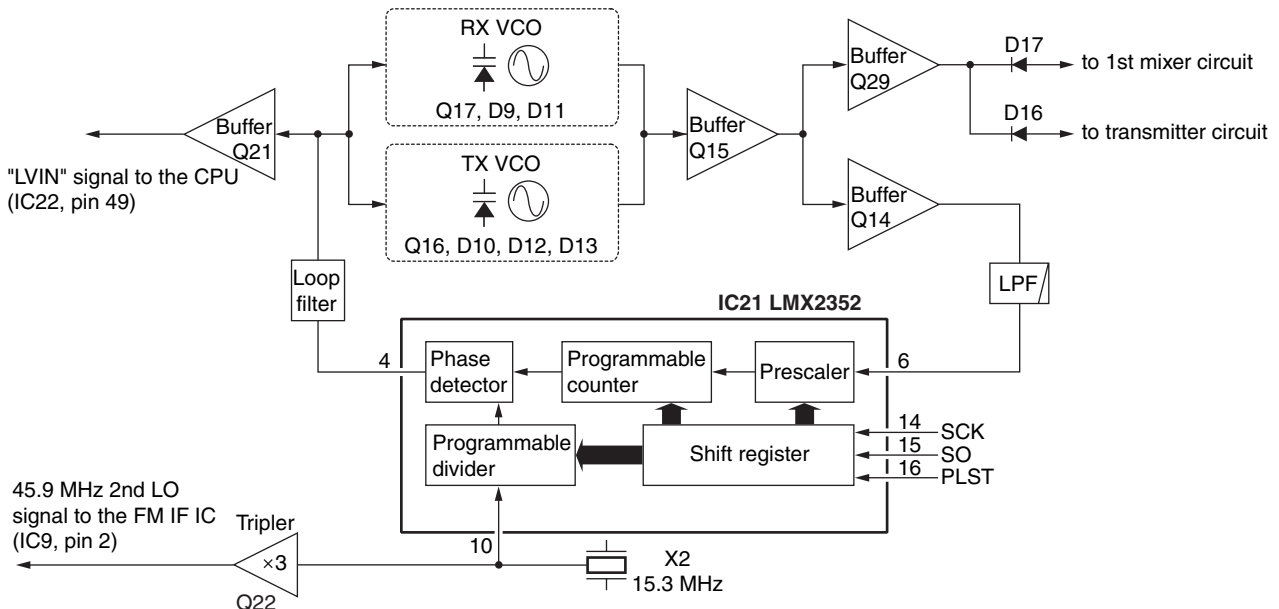 RX VCO
Q17, D9, D11
Buffer
Q21
"LVIN" signal to the CPU
(IC22, pin 49)
TX VCO
Q16, D10, D12, D13
Buffer
Q15
Buffer
Q29
D17
to 1st mixer circuit
D16
to transmitter circuit
Buffer
Q14
Loop
filter
LPF
IC21 LMX2352
4
Phase
detector
Programmable
counter
Prescaler
6
Programmable
divider
Shift register
14
SCK
15
SO
16
PLST
45.9 MHz 2nd LO
signal to the FM IF IC
(IC9, pin 2)
Tripler
×3
Q22
10
X2
15.3 MHz